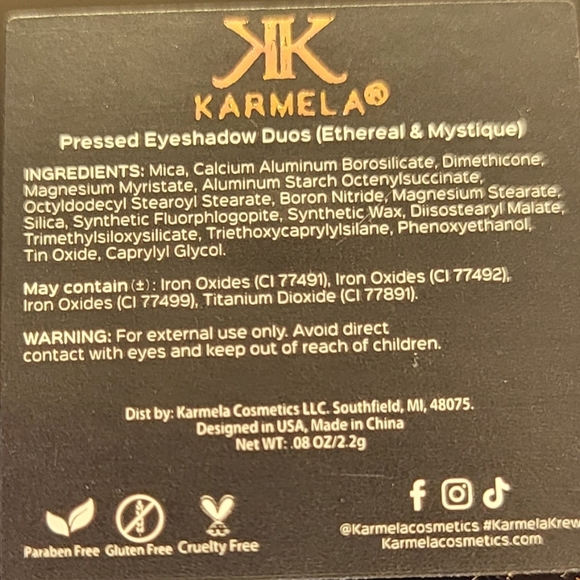 KK
KARMELA®
Pressed Eyeshadow Duos (Ethereal & Mystique)
INGREDIENTS: Mica, Calcium Aluminum Borosilicate, Dimethicone,
Magnesium Myristate, Aluminum Starch Octenylsuccinate,
Octyldodecyl Stearoyl Stearate, Boron Nitride, Magnesium Stearate,
Silica, Synthetic Fluorphlogopite, Synthetic Wax, Diisostearyl Malate,
Trimethylsiloxysilicate, Triethoxycaprylylsilane, Phenoxyethanol,
Tin Oxide, Caprylyl Glycol.
May contain (±): Iron Oxides (CI 77491), Iron Oxides (CI 77492),
Iron Oxides (CI 77499), Titanium Dioxide (CI 77891).
WARNING: For external use only. Avoid direct
contact with eyes and keep out of reach of children.
Dist by: Karmela Cosmetics LLC. Southfield, MI, 48075.
Designed in USA, Made in China
Net WT: .08 OZ/2.2g
Paraben Free Gluten Free Cruelty Free
@Karmelacosmetics #KarmelaKrew
Karmelacosmetics.com